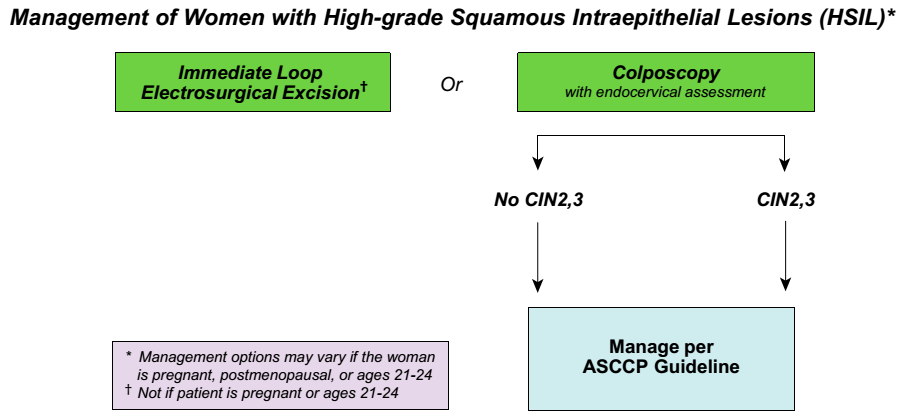 Management of Women with High-grade Squamous Intraepithelial Lesions (HSIL)*
Immediate Loop
Electrosurgical Excision†
Or
Colposcopy
with endocervical assessment
No CIN2,3
CIN2,3
Manage per
ASCCP Guideline
* Management options may vary if the woman
is pregnant, postmenopausal, or ages 21-24
† Not if patient is pregnant or ages 21-24